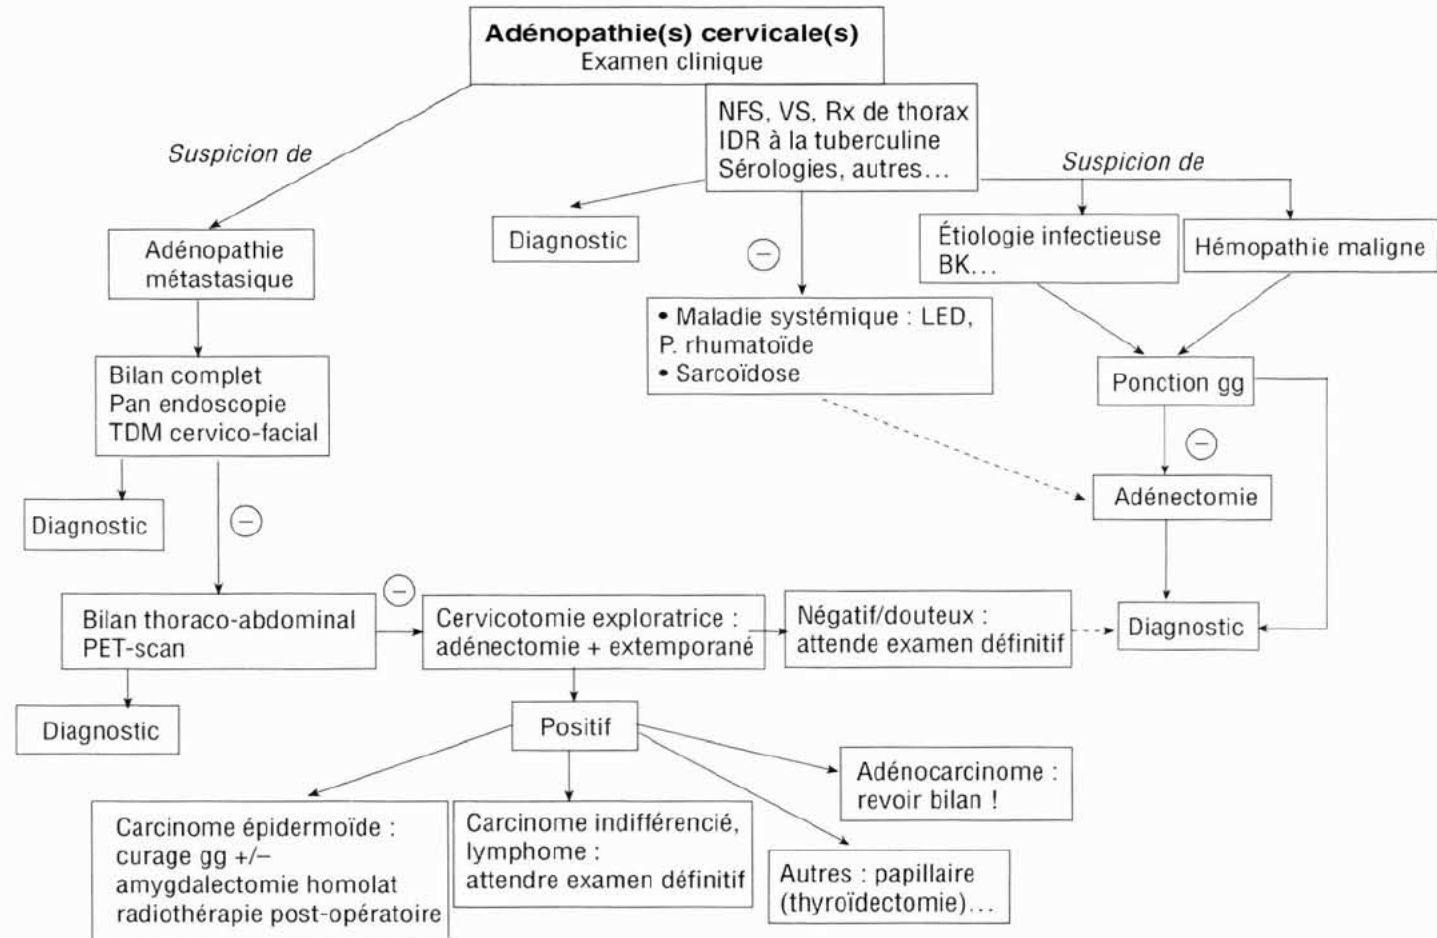 Adénopathie(s) cervicale(s)
Examen clinique
NFS, VS, Rx de thorax
IDR à la tuberculine
Sérologies, autres…
Suspicion de
Suspicion de
Adénopathie
métastasique
Diagnostic
−
Étiologie infectieuse
BK…
Hémopathie maligne
• Maladie systémique : LED,
P. rhumatoïde
• Sarcoïdose
Bilan complet
Pan endoscopie
TDM cervico-facial
Ponction gg
−
Adénectomie
Diagnostic
−
Bilan thoraco-abdominal
PET-scan
−
Cervicotomie exploratrice :
adénectomie + extemporané
Négatif/douteux :
attende examen définitif
Diagnostic
Diagnostic
Positif
Adénocarcinome :
revoir bilan !
Carcinome épidermoïde :
curage gg +/−
amygdalectomie homolat
radiothérapie post-opératoire
Carcinome indifférencié,
lymphome :
attendre examen définitif
Autres : papillaire
(thyroïdectomie)…